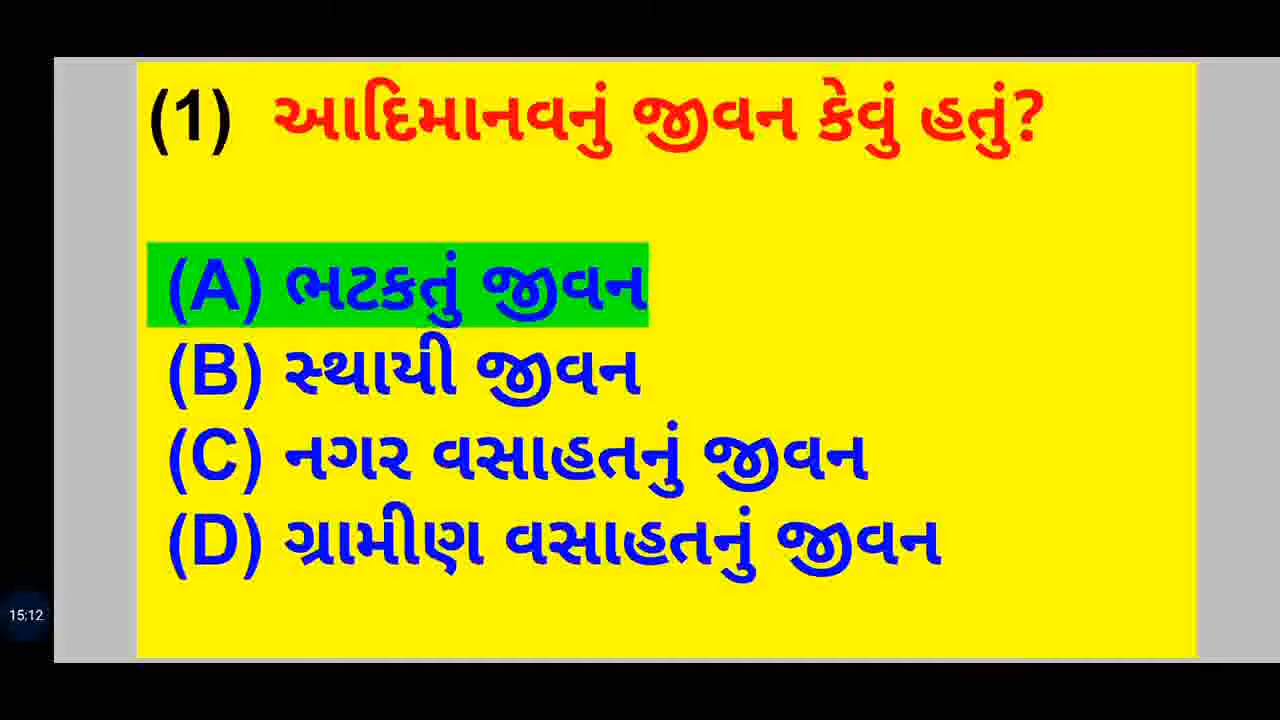 (1) આદિમાનવનું જીવન કેવું હતું?
(A) ભટકતું જીવન
(B) સ્થાયી જીવન
(C) નગર વસાહતનું જીવન
(D) ગ્રામીણ વસાહતનું જીવન
15:12